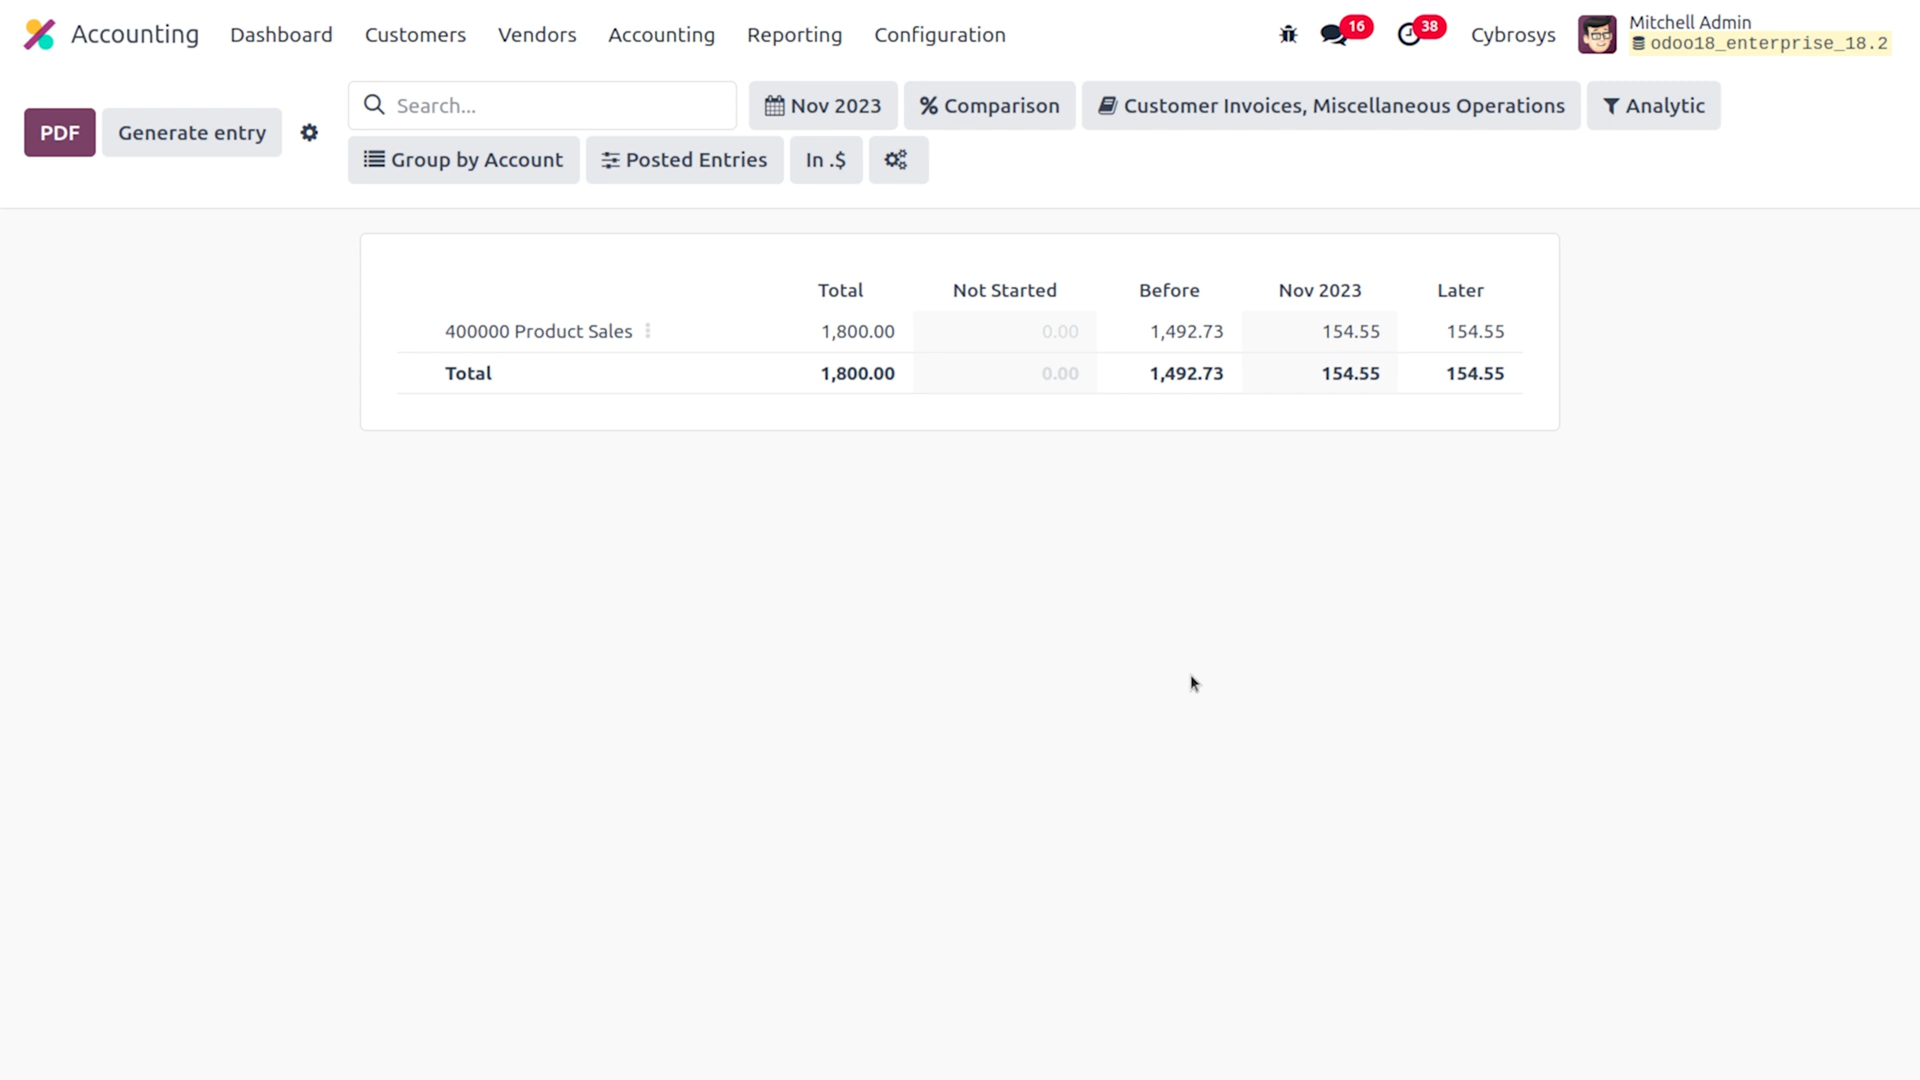 Accounting Dashboard Customers Vendors Accounting Reporting Configuration 16 38 Cybrosys Mitchell Admin
odoo18_enterprise_18.2
PDF Generate entry
Search... Nov 2023 % Comparison Customer Invoices, Miscellaneous Operations Analytic
Group by Account Posted Entries In .$
Total Not Started Before Nov 2023 Later
400000 Product Sales 1,800.00 0.00 1,492.73 154.55 154.55
Total 1,800.00 0.00 1,492.73 154.55 154.55